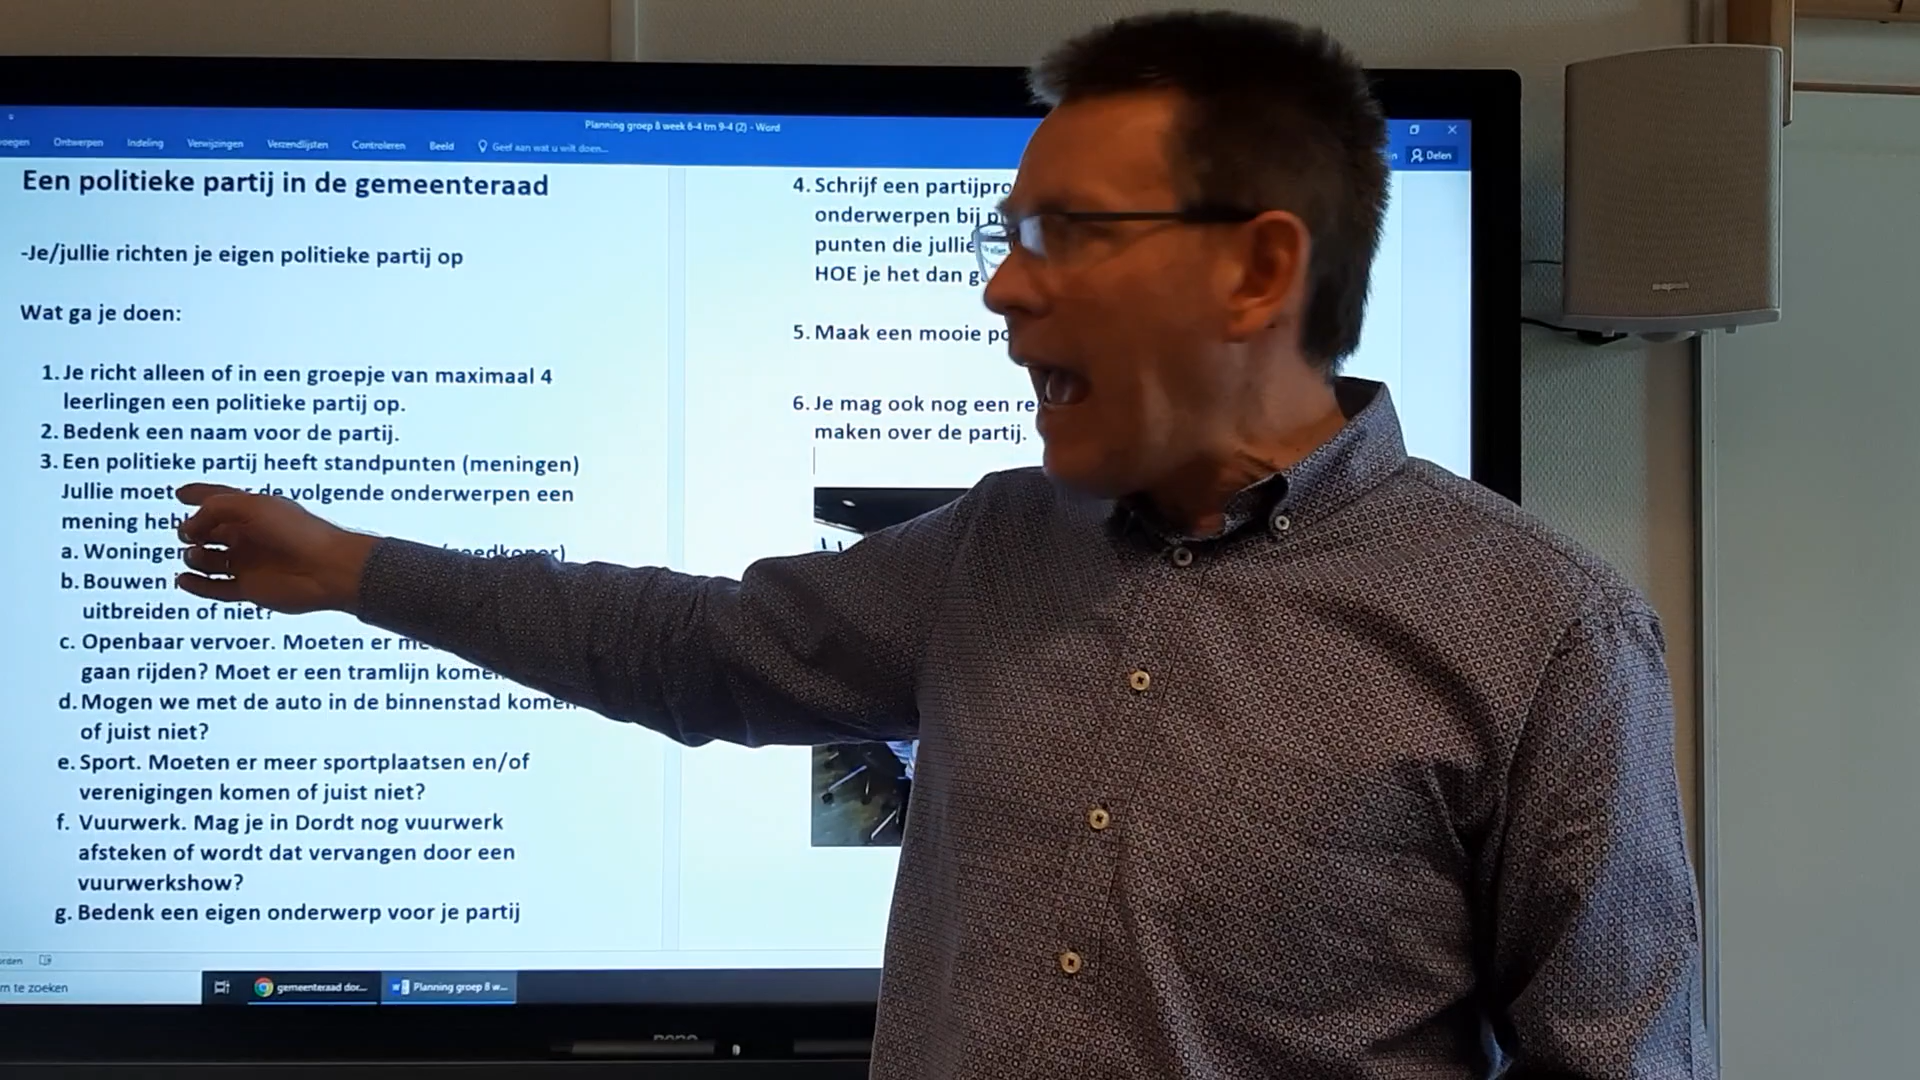 Planning groep 8 week 6-4 tm 9-4 (2) - Word
voegen Ontwerpen Indeling Verwijzingen Verzendlijsten Controleren Beeld Geef aan wat u wilt doen... Delen
Een politieke partij in de gemeenteraad
-Je/jullie richten je eigen politieke partij op
Wat ga je doen:
1. Je richt alleen of in een groepje van maximaal 4
leerlingen een politieke partij op.
2. Bedenk een naam voor de partij.
3. Een politieke partij heeft standpunten (meningen)
Jullie moet de volgende onderwerpen een
mening heb
a. Woningen (goedkoper)
b. Bouwen
uitbreiden of niet?
c. Openbaar vervoer. Moeten er me
gaan rijden? Moet er een tramlijn komen
d. Mogen we met de auto in de binnenstad komen
of juist niet?
e. Sport. Moeten er meer sportplaatsen en/of
verenigingen komen of juist niet?
f. Vuurwerk. Mag je in Dordt nog vuurwerk
afsteken of wordt dat vervangen door een
vuurwerkshow?
g. Bedenk een eigen onderwerp voor je partij
4. Schrijf een partijpro
onderwerpen bij p
punten die jullie
HOE je het dan g
5. Maak een mooie po
6. Je mag ook nog een re
maken over de partij.
orden
m te zoeken
gemeenteraad dor...
Planning groep 8 w...